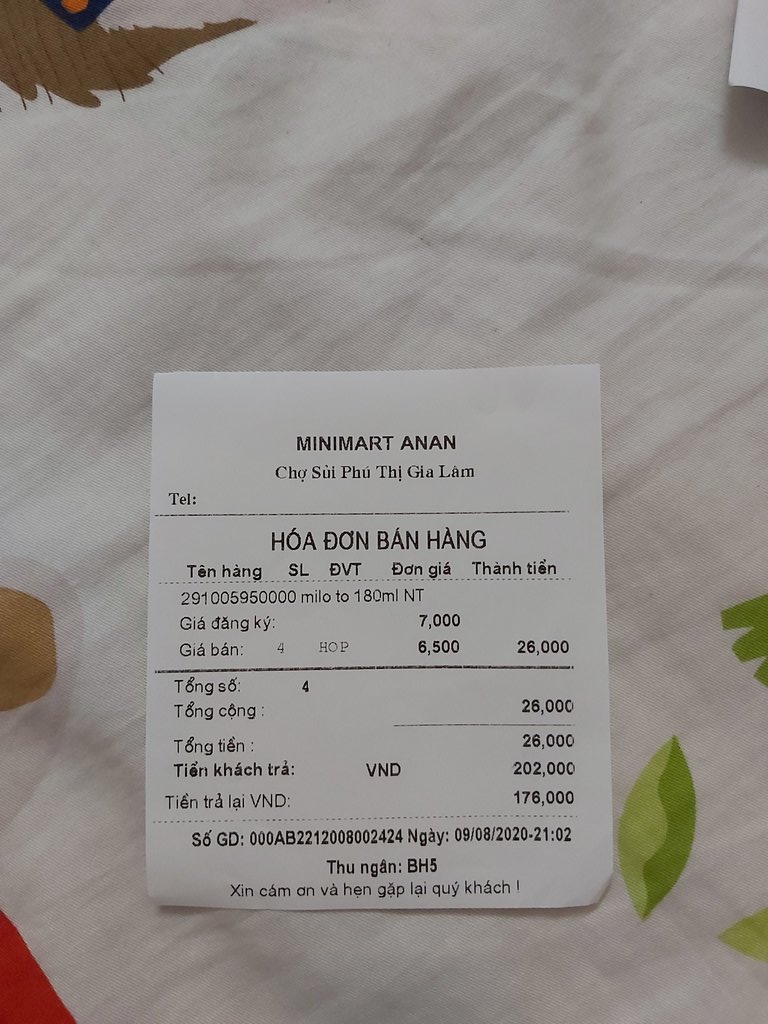 MINIMART ANAN
Chợ Sủi Phú Thị Gia Lâm
Tel:
HÓA ĐƠN BÁN HÀNG
Tên hàng SL ĐVT Đơn giá Thành tiền
291005950000 milo to 180ml NT
Giá đăng ký: 7,000
Giá bán: 4 HOP 6,500 26,000
Tổng số: 4
Tổng cộng : 26,000
Tổng tiền : 26,000
Tiền khách trả: VND 202,000
Tiền trả lại VND: 176,000
Số GD: 000AB2212008002424 Ngày: 09/08/2020-21:02
Thu ngân: BH5
Xin cám ơn và hẹn gặp lại quý khách !